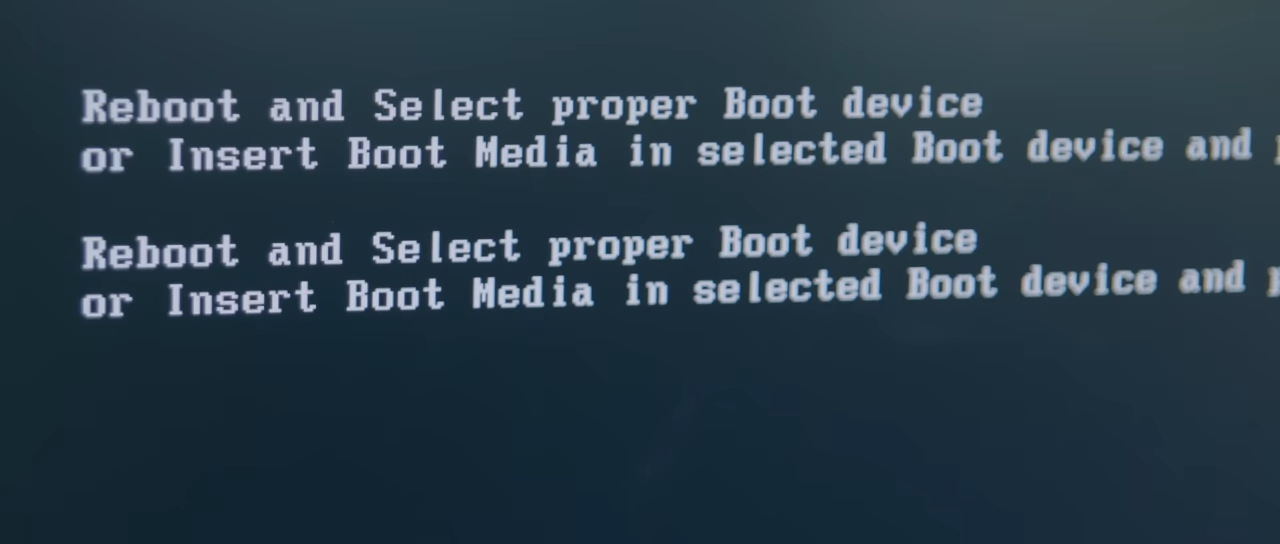 Reboot and Select proper Boot device
or Insert Boot Media in selected Boot device and
Reboot and Select proper Boot device
or Insert Boot Media in selected Boot device and